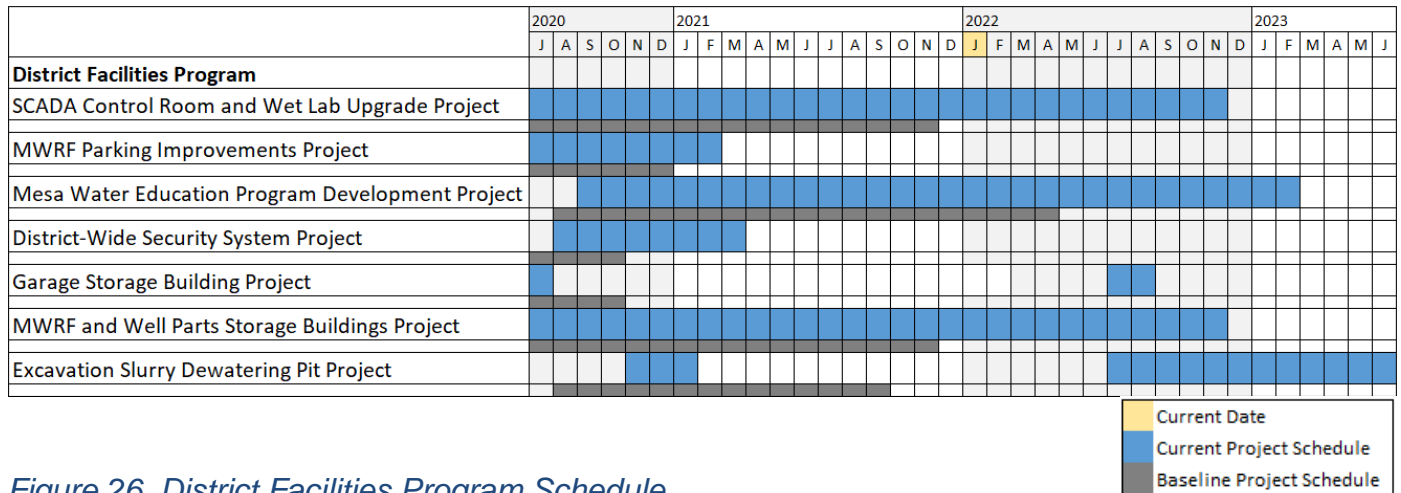 2020 2021 2022 2023
J A S O N D J F M A M J J A S O N D J F M A M J J A S O N D J F M A M J
District Facilities Program
SCADA Control Room and Wet Lab Upgrade Project
MWRF Parking Improvements Project
Mesa Water Education Program Development Project
District-Wide Security System Project
Garage Storage Building Project
MWRF and Well Parts Storage Buildings Project
Excavation Slurry Dewatering Pit Project
Current Date
Current Project Schedule
Baseline Project Schedule
Figure 26. District Facilities Program Schedule